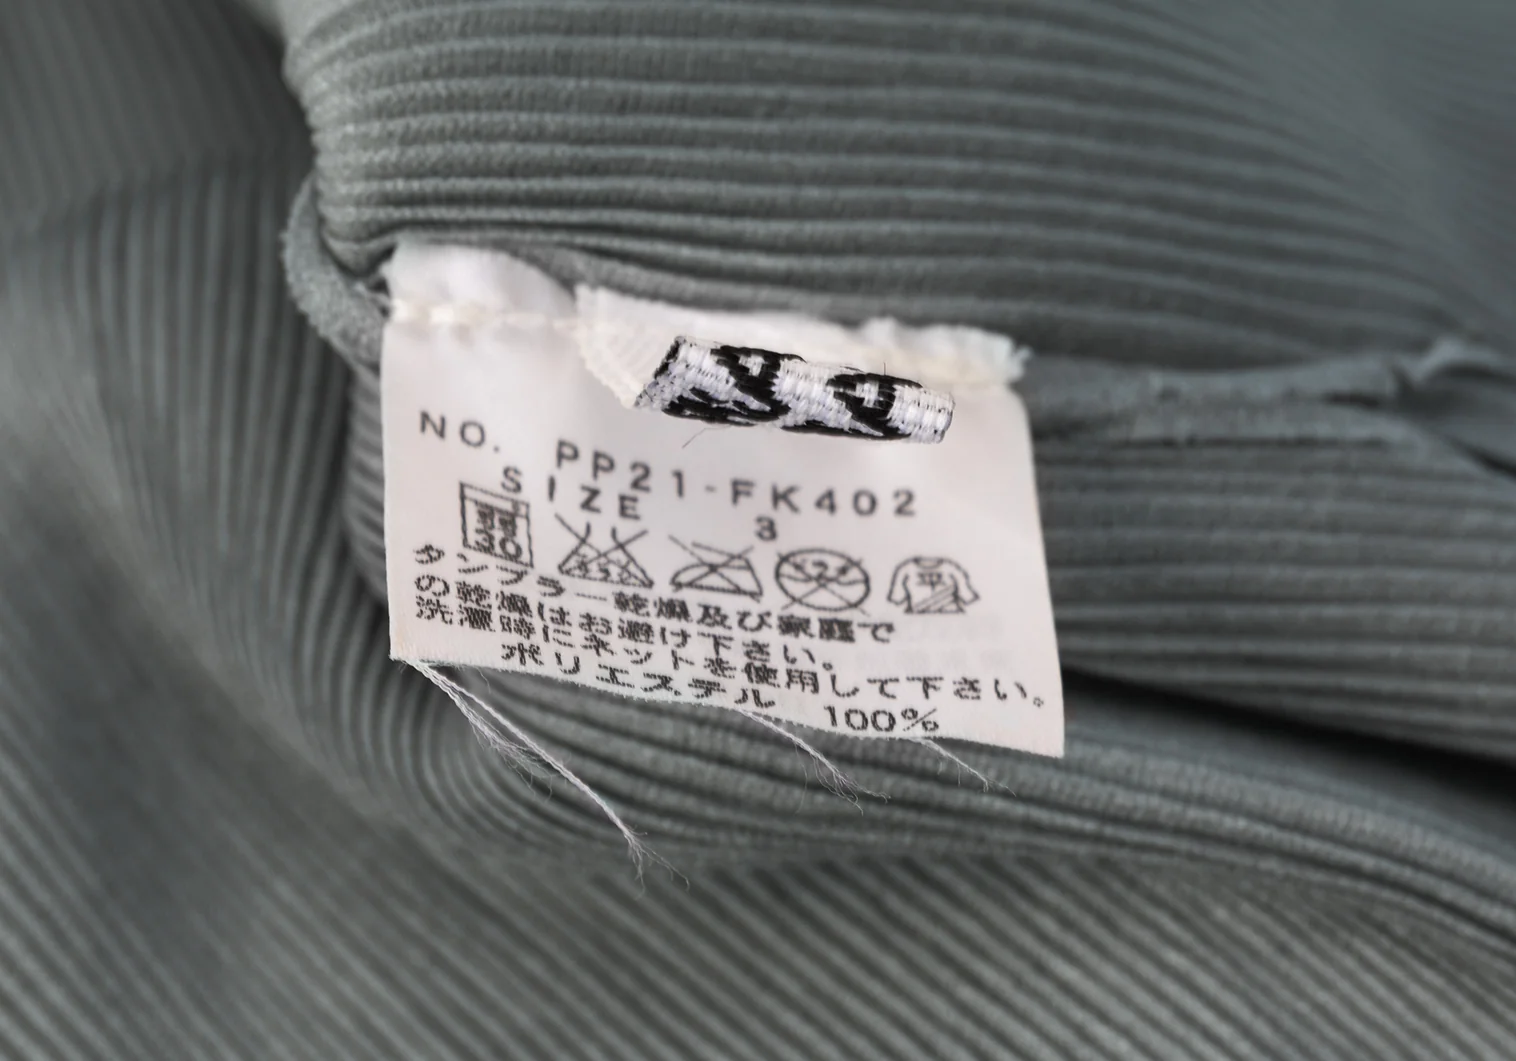 NO. PP21-FK402
SIZE 3
平
タンブラー乾燥及び家庭で
の乾燥はお避け下さい。
洗濯時にネットを使用して下さい。
ポリエステル 100%